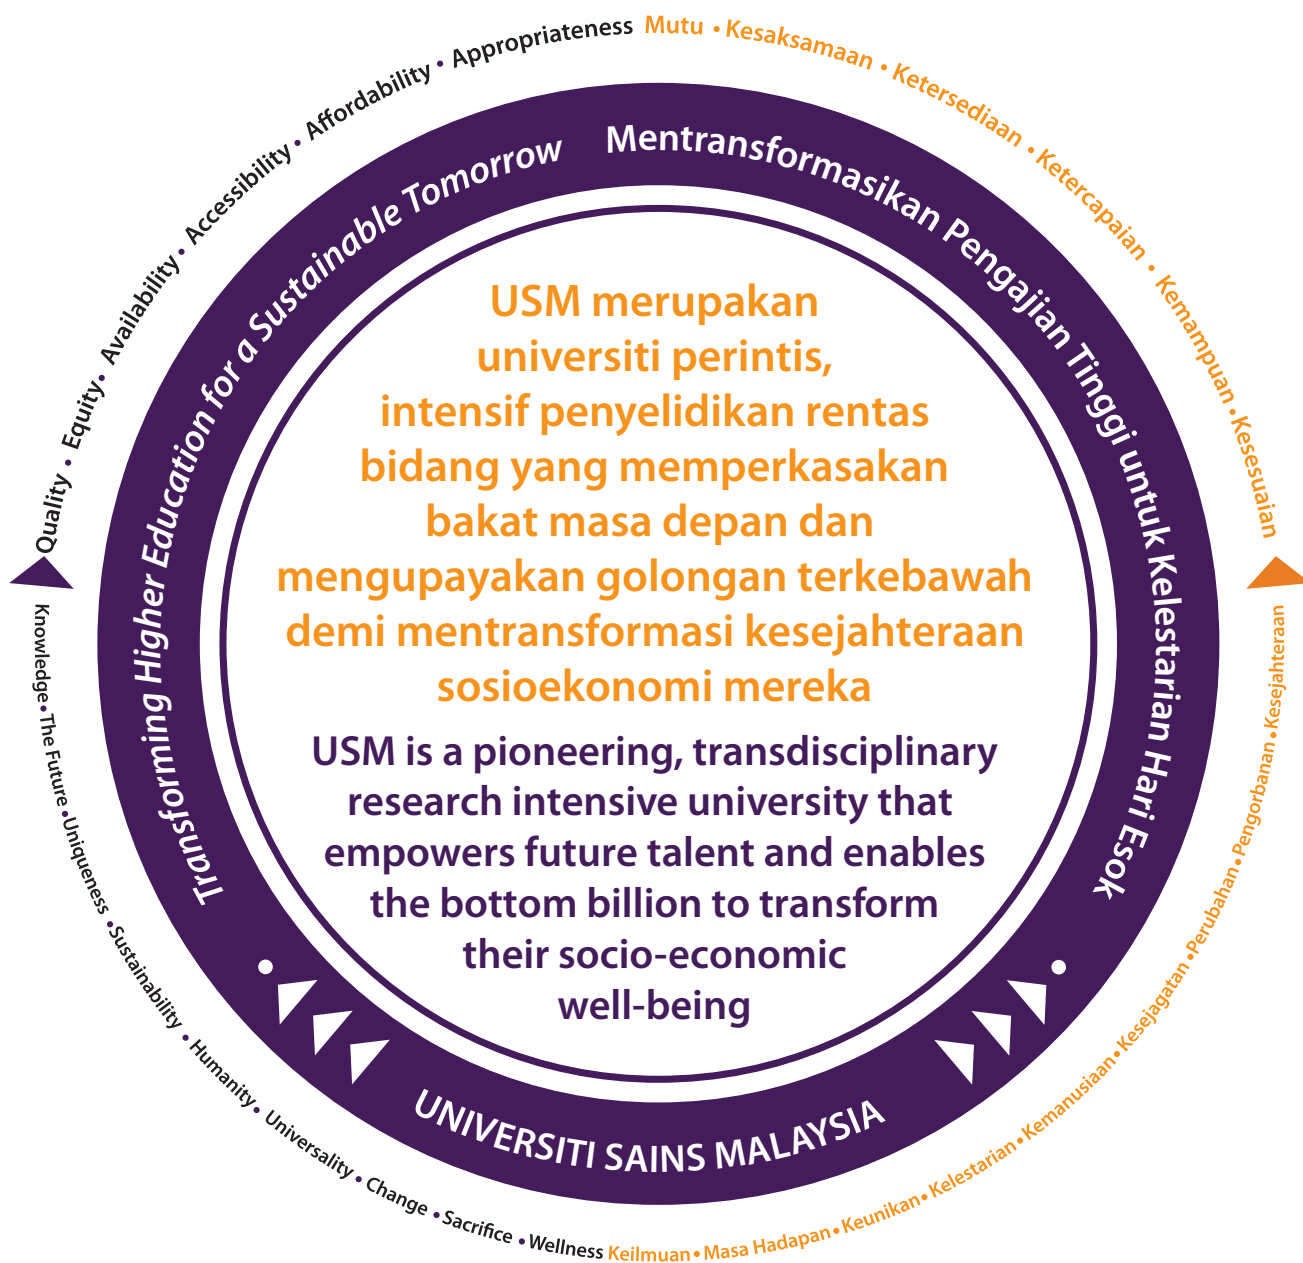 Quality • Equity • Availability • Accessibility • Affordability • Appropriateness
Mutu • Kesaksamaan • Ketersediaan • Ketercapaian • Kemampuan • Kesesuaian
Transforming Higher Education for a Sustainable Tomorrow
Mentransformasikan Pengajian Tinggi untuk Kelestarian Hari Esok
USM merupakan
universiti perintis,
intensif penyelidikan rentas
bidang yang memperkasakan
bakat masa depan dan
mengupayakan golongan terkebawah
demi mentransformasi kesejahteraan
sosioekonomi mereka
USM is a pioneering, transdisciplinary
research intensive university that
empowers future talent and enables
the bottom billion to transform
their socio-economic
well-being
UNIVERSITI SAINS MALAYSIA
Knowledge • The Future • Uniqueness • Sustainability • Humanity • Universality • Change • Sacrifice • Wellness
Keilmuan • Masa Hadapan • Keunikan • Kelestarian • Kemanusiaan • Kesejagatan • Perubahan • Pengorbanan • Kesejahteraan